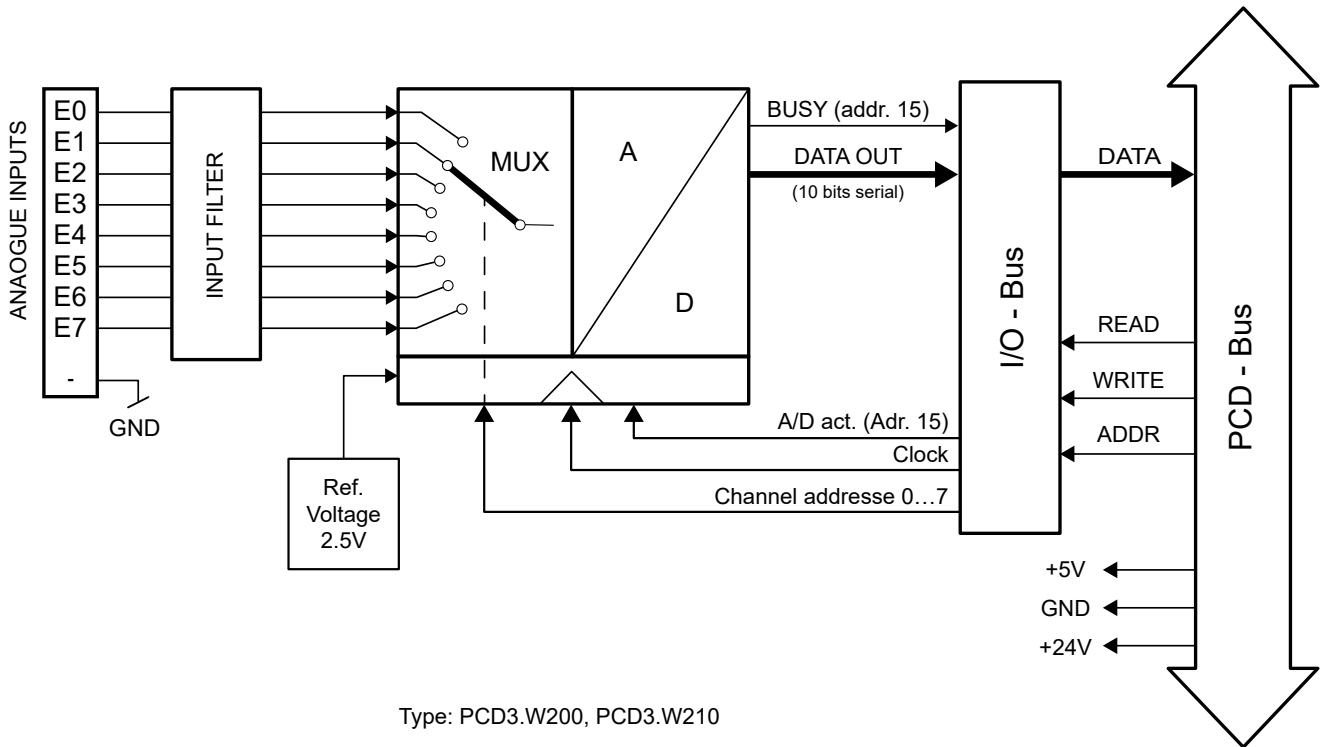 ANAOGUE INPUTS
E0
E1
E2
E3
E4
E5
E6
E7
-
GND
INPUT FILTER
MUX
A
D
Ref.
Voltage
2.5V
BUSY (addr. 15)
DATA OUT
(10 bits serial)
A/D act. (Adr. 15)
Clock
Channel addresse 0…7
I/O - Bus
DATA
READ
WRITE
ADDR
+5V
GND
+24V
PCD - Bus
Type: PCD3.W200, PCD3.W210